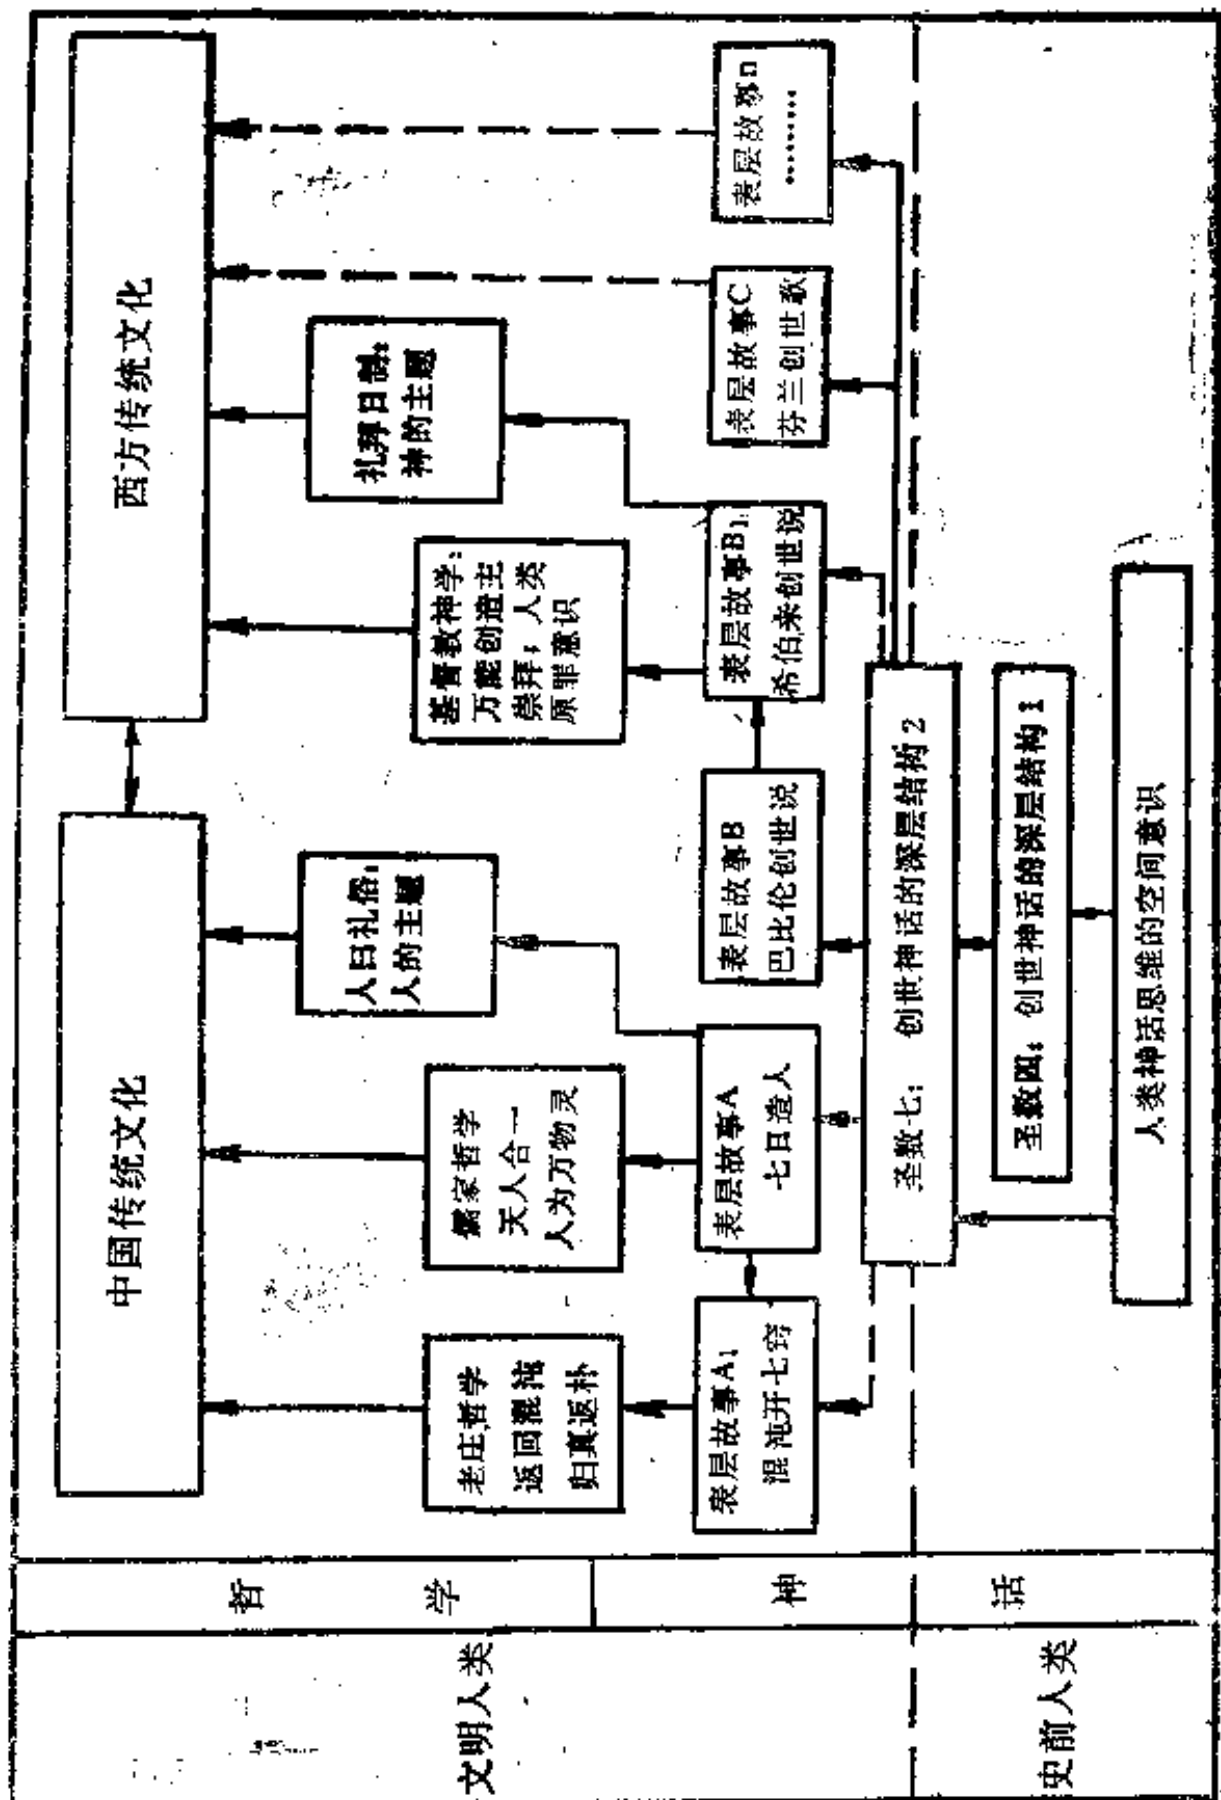 中国传统文化
西方传统文化
人日礼俗:
人的主题
礼拜日制:
神的主题
老庄哲学
返回混沌
归真返朴
儒家哲学
天人合一
人为万物灵
基督教神学:
万能创造主
崇拜;人类
原罪意识
表层故事A₁
混沌开七窍
表层故事A
七日造人
表层故事B
巴比伦创世说
表层故事B₁
希伯来创世说
表层故事C
芬兰创世歌
表层故事n
………
圣数七: 创世神话的深层结构2
圣数四:创世神话的深层结构1
人类神话思维的空间意识
哲学
神话
文明人类
史前人类